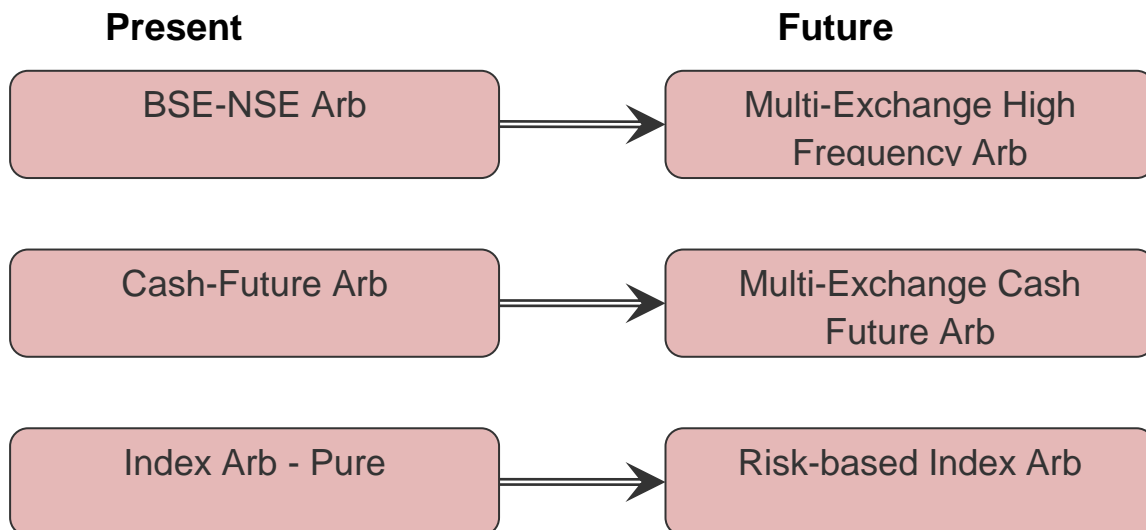 Present
Future
BSE-NSE Arb
Multi-Exchange High
Frequency Arb
Cash-Future Arb
Multi-Exchange Cash
Future Arb
Index Arb - Pure
Risk-based Index Arb